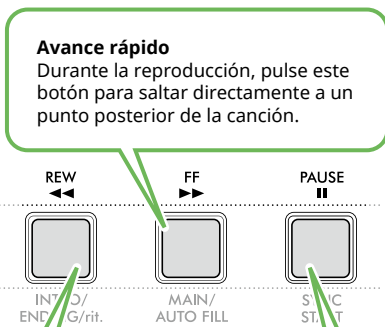 Avance rápido
Durante la reproducción, pulse este
botón para saltar directamente a un
punto posterior de la canción.
REW FF PAUSE
MAIN/
AUTO FILL